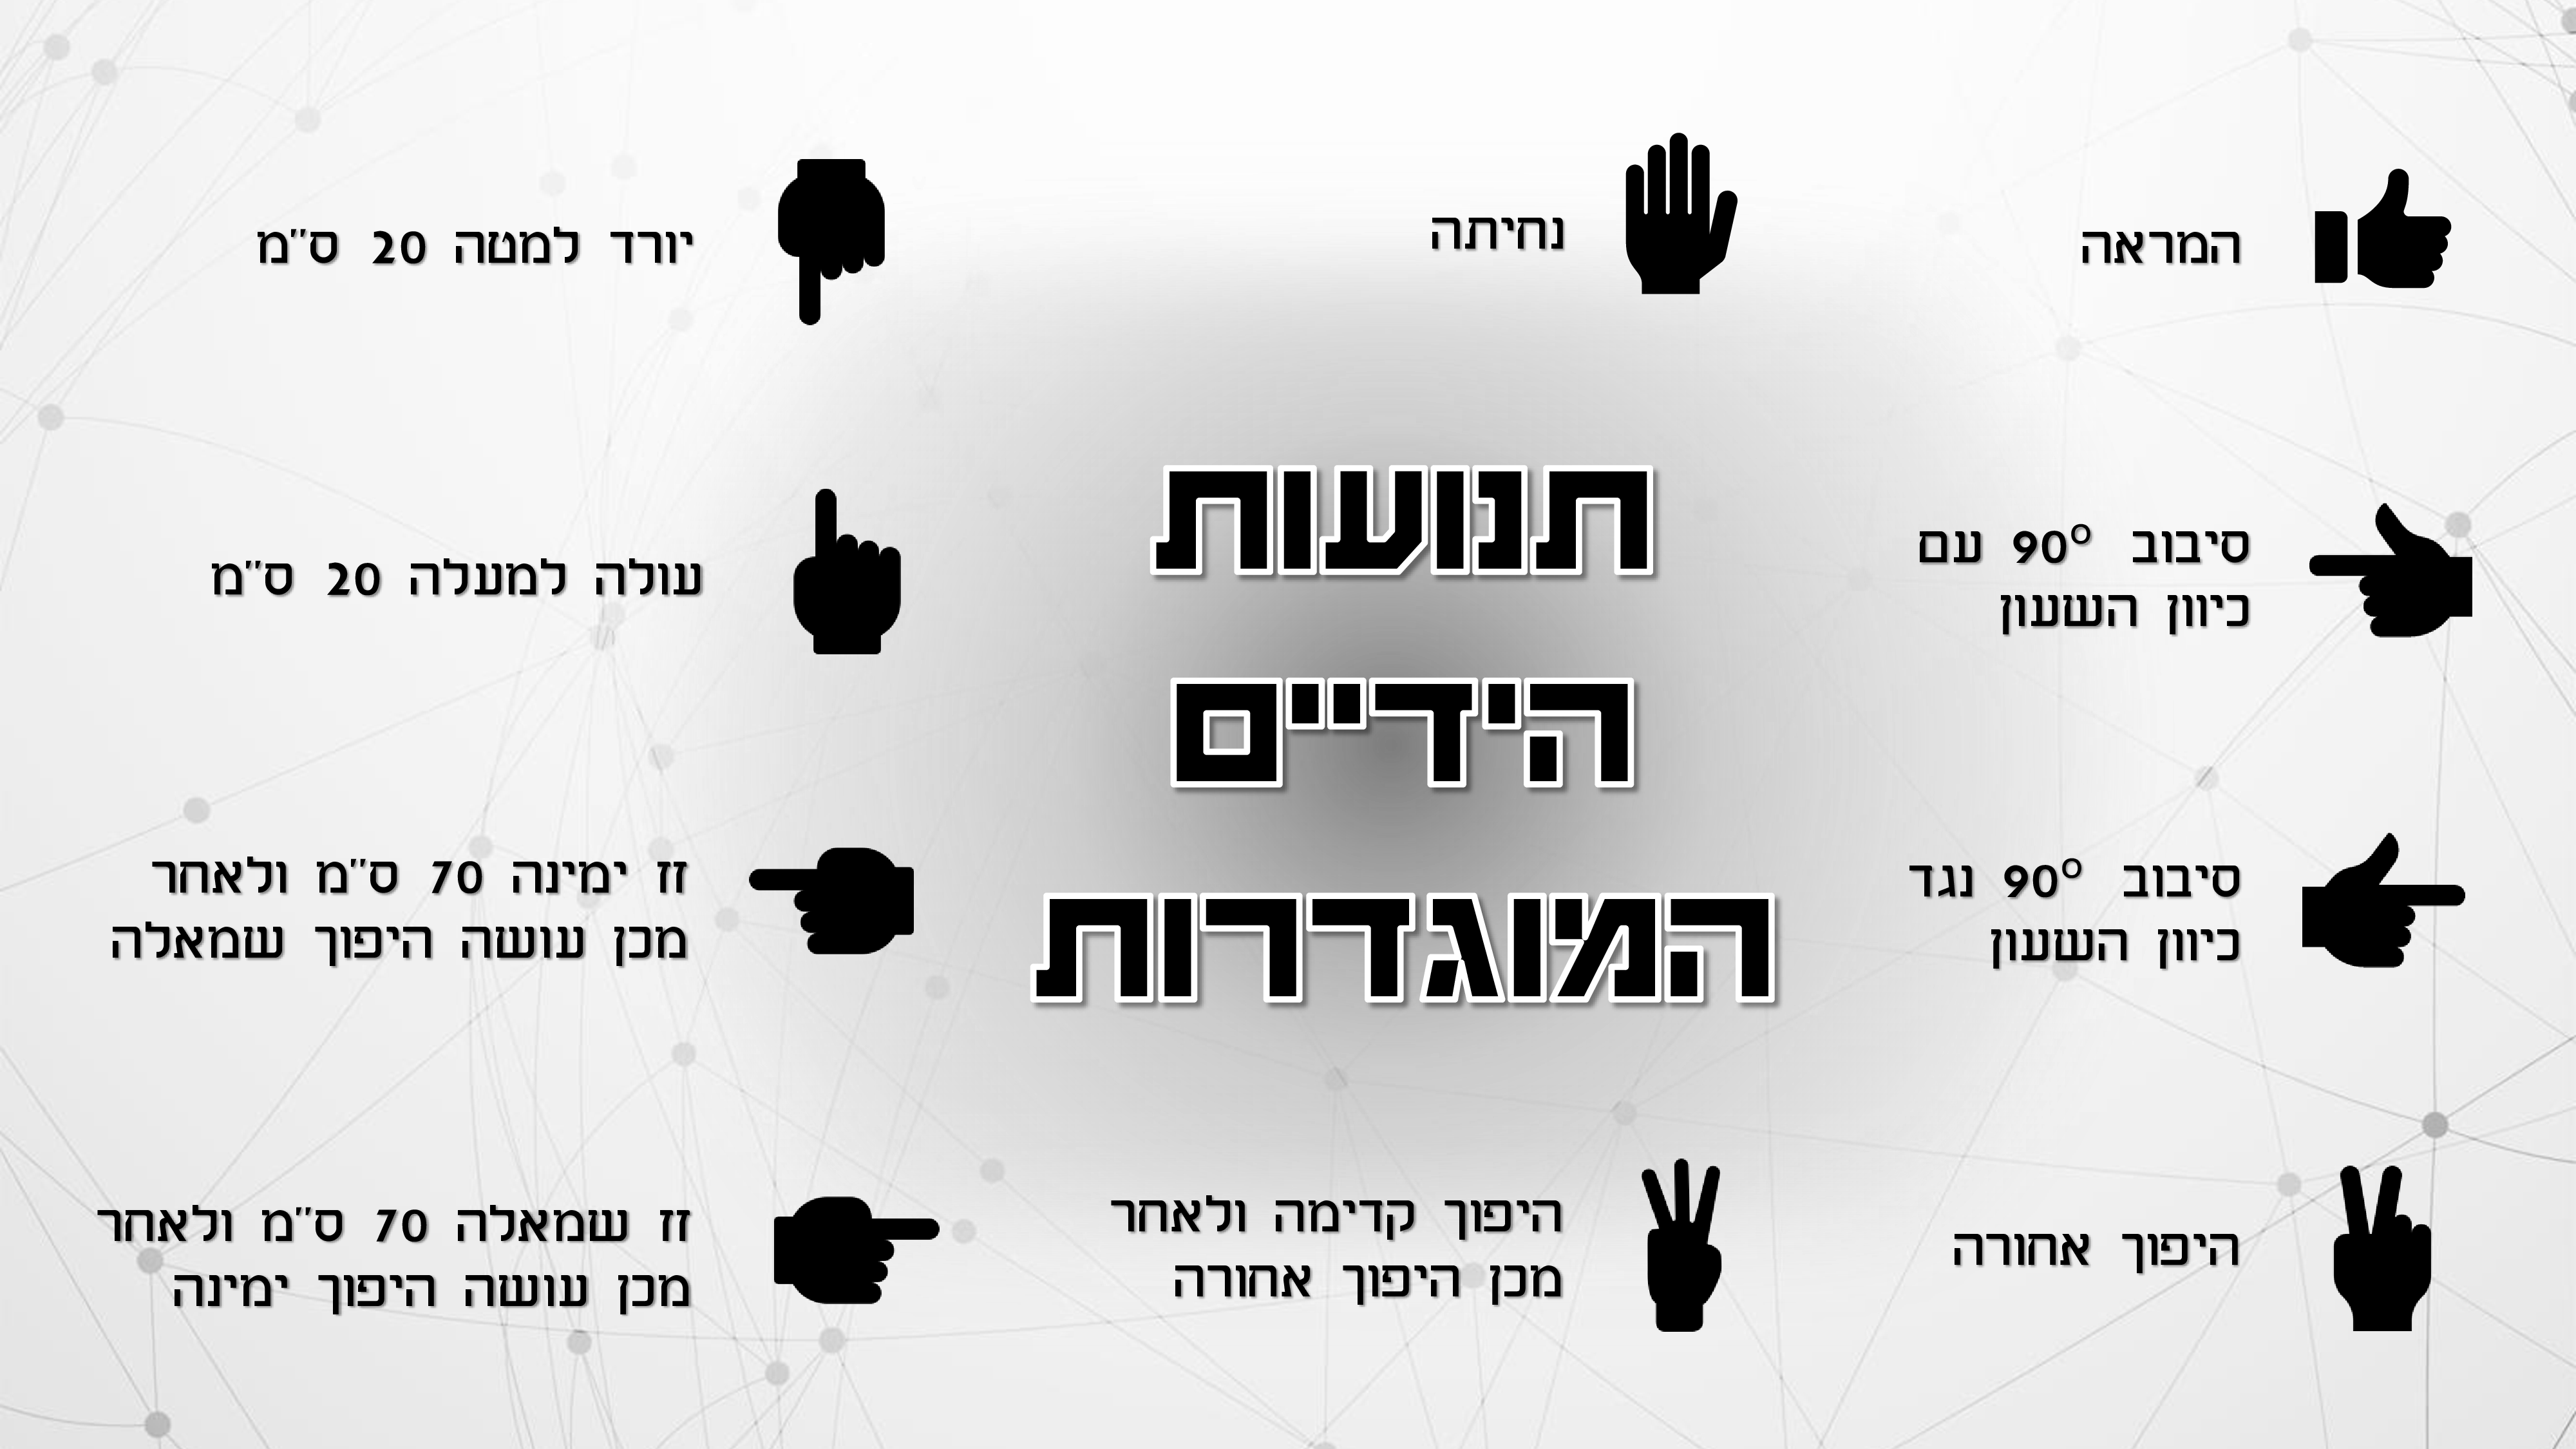 המראה
נחיתה
יורד למטה 20 ס"מ
תנועות
הידיים
המוגדרות
סיבוב 90° עם
כיוון השעון
עולה למעלה 20 ס"מ
סיבוב 90° נגד
כיוון השעון
זז ימינה 70 ס"מ ולאחר
מכן עושה היפוך שמאלה
היפוך אחורה
היפוך קדימה ולאחר
מכן היפוך אחורה
זז שמאלה 70 ס"מ ולאחר
מכן עושה היפוך ימינה